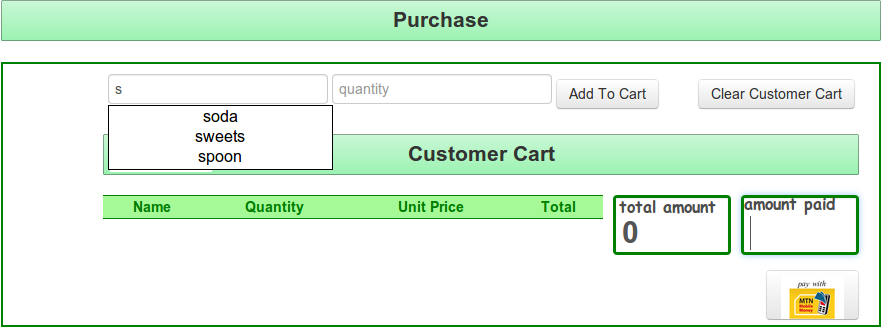 Purchase
s quantity Add To Cart Clear Customer Cart
soda
sweets
spoon
Customer Cart
Name Quantity Unit Price Total
total amount amount paid
0
pay with
MTN
Mobile
Money